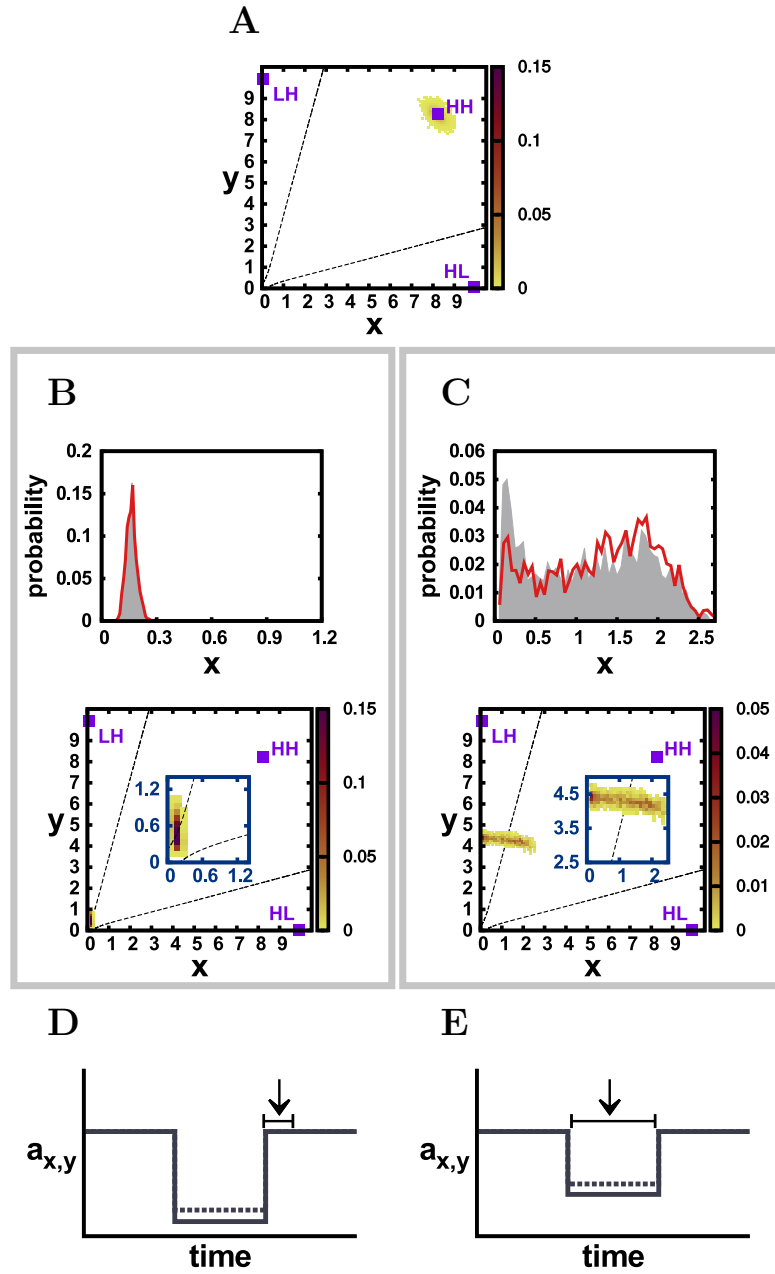 A
0.15
0.05
0
9
8
7
6
5
4
3
2
1
0
y
LH
HH
HL
0 1 2 3 4 5 6 7 8 9
x
B
0.2
0.15
0.1
0.05
0
probability
0 0.3 0.6 0.9 1.2
x
9
8
7
6
5
4
3
2
1
0
y
LH
HH
HL
1.2
0.6
0
0 0.6 1.2
0.15
0.1
0.05
0
0 1 2 3 4 5 6 7 8 9
x
C
0.06
0.05
0.04
0.03
0.02
0.01
0
probability
0 0.5 1 1.5 2 2.5
x
9
8
7
6
5
4
3
2
1
0
y
LH
HH
HL
4.5
3.5
2.5
0 1 2
0.05
0.04
0.03
0.02
0.01
0
0 1 2 3 4 5 6 7 8 9
x
D
ax,y
time
E
ax,y
time